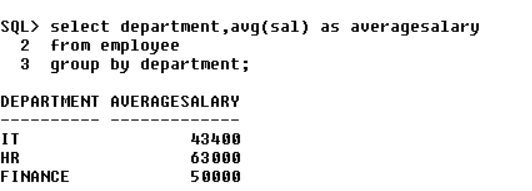 SQL> select department,avg(sal) as averagesalary
2 from employee
3 group by department;
DEPARTMENT AVERAGESALARY
---------- -------------
IT 43400
HR 63000
FINANCE 50000